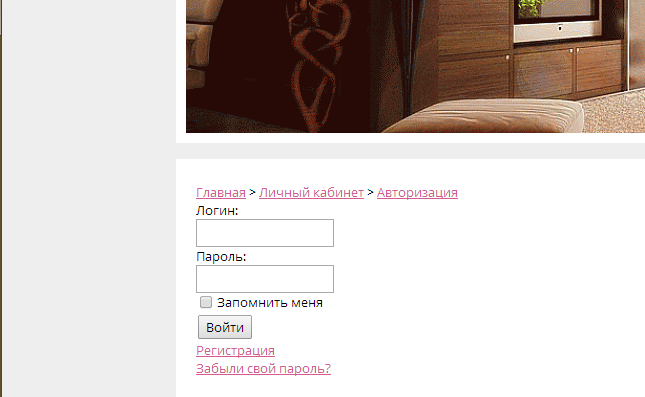 Главная > Личный кабинет > Авторизация
Логин:
Пароль:
Запомнить меня
Войти
Регистрация
Забыли свой пароль?